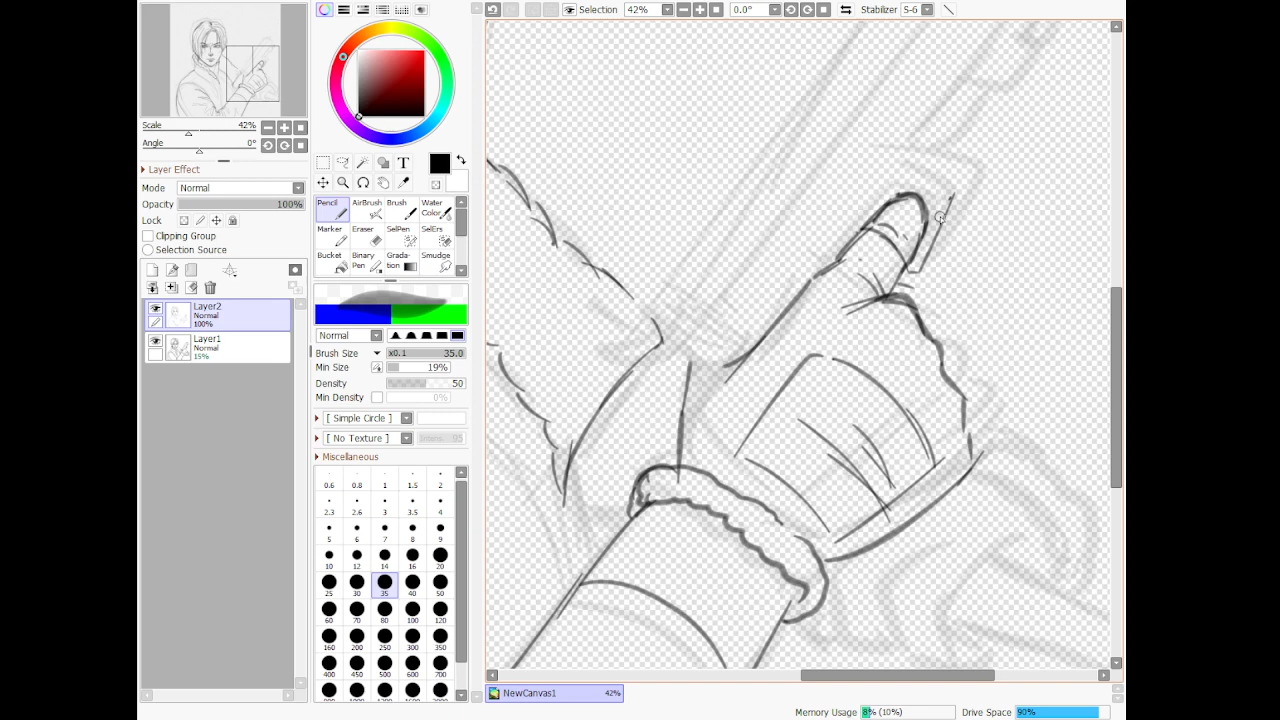 Selection 42% 0.0° Stabilizer S-6
Scale 42%
Angle 0°
Layer Effect
Mode Normal
Opacity 100%
Lock
Clipping Group
Selection Source
Layer2
Normal
100%
Layer1
Normal
15%
T
Pencil AirBrush Brush Water Color
Marker Eraser SelPen SelErs
Bucket Binary Pen Grada-tion Smudge
Normal
Brush Size x0.1 35.0
Min Size 19%
Density 50
Min Density 0%
[ Simple Circle ]
[ No Texture ] 95
Miscellaneous
0.6 0.8 1 1.5 2
2.3 2.6 3 3.5 4
5 6 7 8 9
10 12 14 16 20
25 30 35 40 50
60 70 80 100 120
160 200 250 300 350
400 450 500 600 700
NewCanvas1 42%
Memory Usage 8% (10%) Drive Space 90%